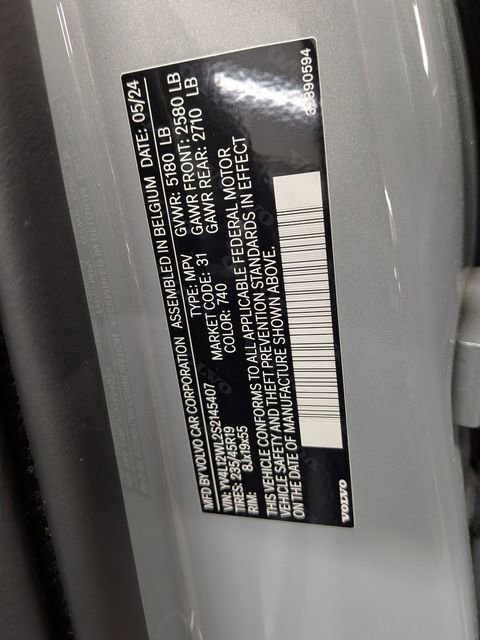 MFD BY VOLVO CAR CORPORATION ASSEMBLED IN BELGIUM DATE: 05/24
VIN: YV4L12WL2S2145407 TYPE: MPV GVWR: 5180 LB
TIRES: 235/45R19 MARKET CODE: 31 GAWR FRONT: 2580 LB
RIM: 8Jx19x55 COLOR: 740 GAWR REAR: 2710 LB
THIS VEHICLE CONFORMS TO ALL APPLICABLE FEDERAL MOTOR
VEHICLE SAFETY AND THEFT PREVENTION STANDARDS IN EFFECT
ON THE DATE OF MANUFACTURE SHOWN ABOVE.
VOLVO 32390594